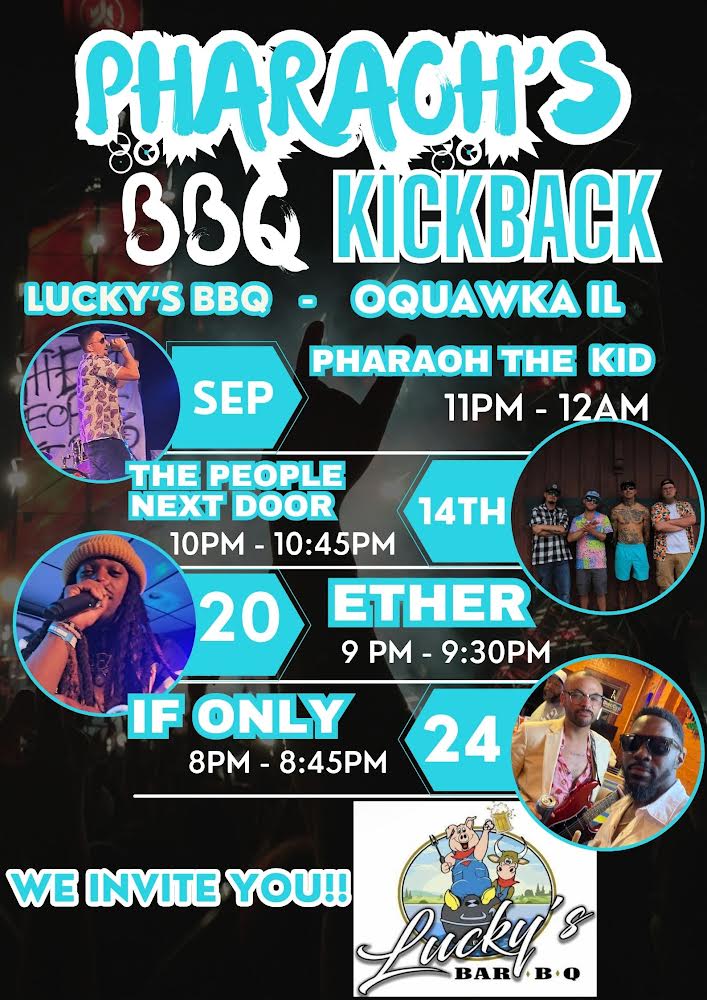 PHARAOH'S
BBQ KICKBACK
LUCKY'S BBQ - OQUAWKA IL
SEP
PHARAOH THE KID
11PM - 12AM
THE PEOPLE
NEXT DOOR
10PM - 10:45PM
14TH
20
ETHER
9 PM - 9:30PM
IF ONLY
8PM - 8:45PM
24
WE INVITE YOU!!
Lucky's
BAR • B • Q